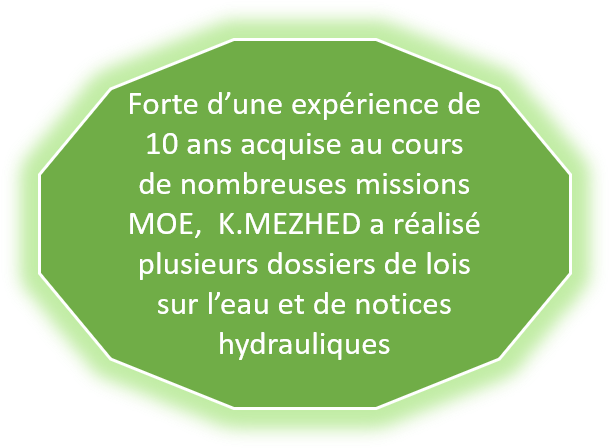 Forte d’une expérience de
10 ans acquise au cours
de nombreuses missions
MOE,  K.MEZHED a réalisé
plusieurs dossiers de lois
sur l’eau et de notices
hydrauliques